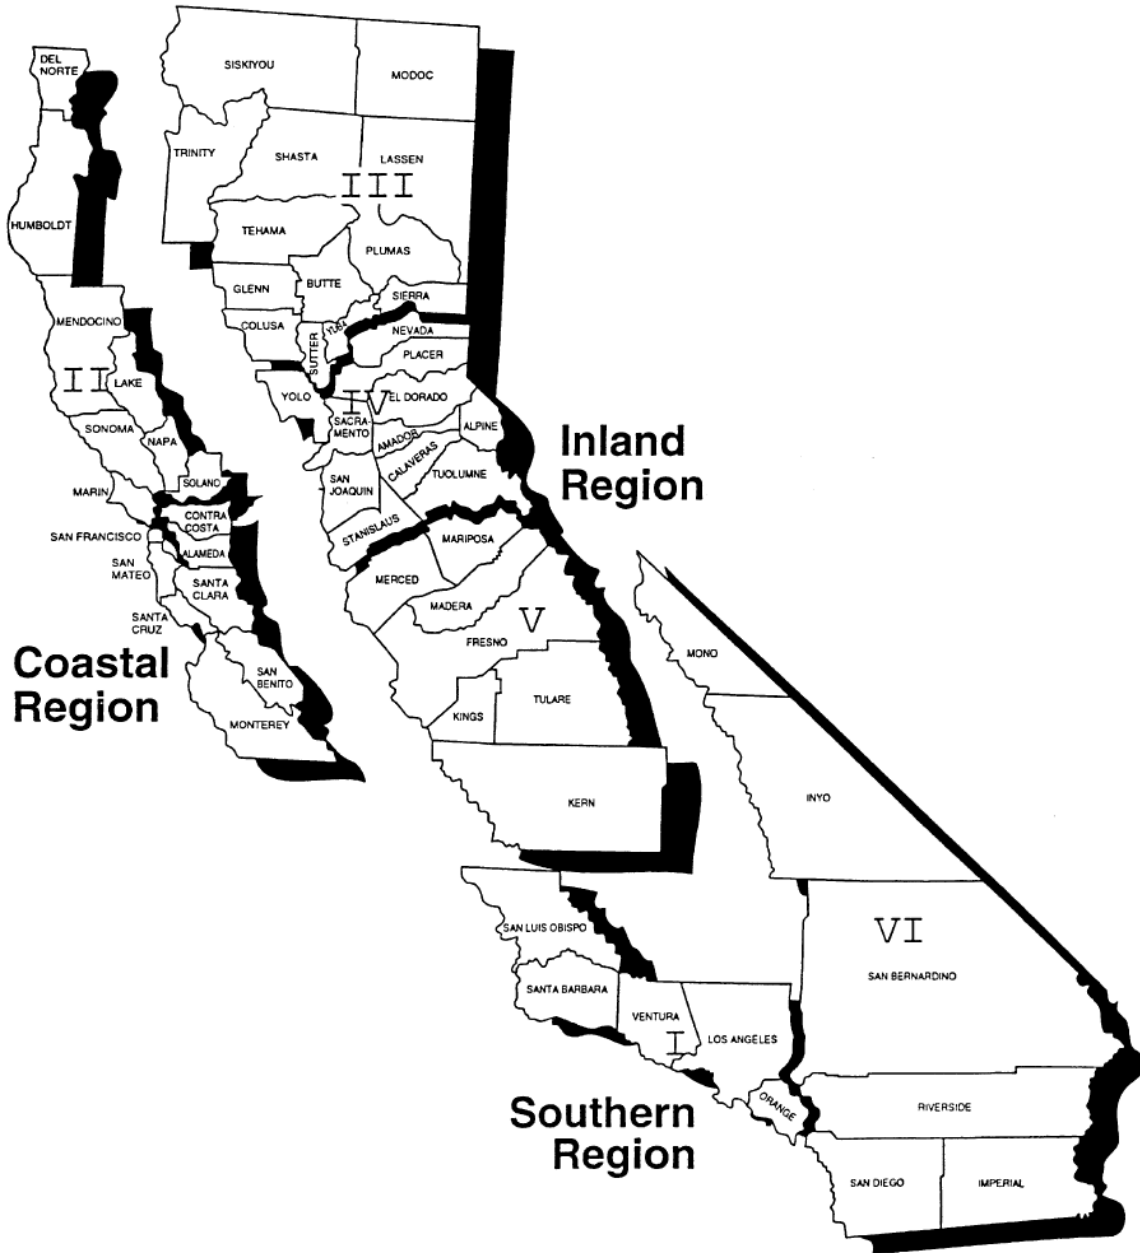 DEL
NORTE
SISKIYOU
MODOC
TRINITY
SHASTA
LASSEN
III
HUMBOLDT
TEHAMA
PLUMAS
GLENN
BUTTE
SIERRA
MENDOCINO
COLUSA
SUTTER
YUBA
NEVADA
PLACER
II
LAKE
YOLO
IV
EL DORADO
SONOMA
NAPA
SACRA-
MENTO
AMADOR
ALPINE
CALAVERAS
TUOLUMNE
Inland
Region
MARIN
SOLANO
SAN
JOAQUIN
CONTRA
COSTA
STANISLAUS
SAN FRANCISCO
ALAMEDA
MARIPOSA
SAN
MATEO
SANTA
CLARA
MERCED
MADERA
SANTA
CRUZ
FRESNO
V
MONO
Coastal
Region
SAN
BENITO
MONTEREY
KINGS
TULARE
KERN
INYO
SAN LUIS OBISPO
VI
SAN BERNARDINO
SANTA BARBARA
VENTURA
I
LOS ANGELES
ORANGE
RIVERSIDE
Southern
Region
SAN DIEGO
IMPERIAL